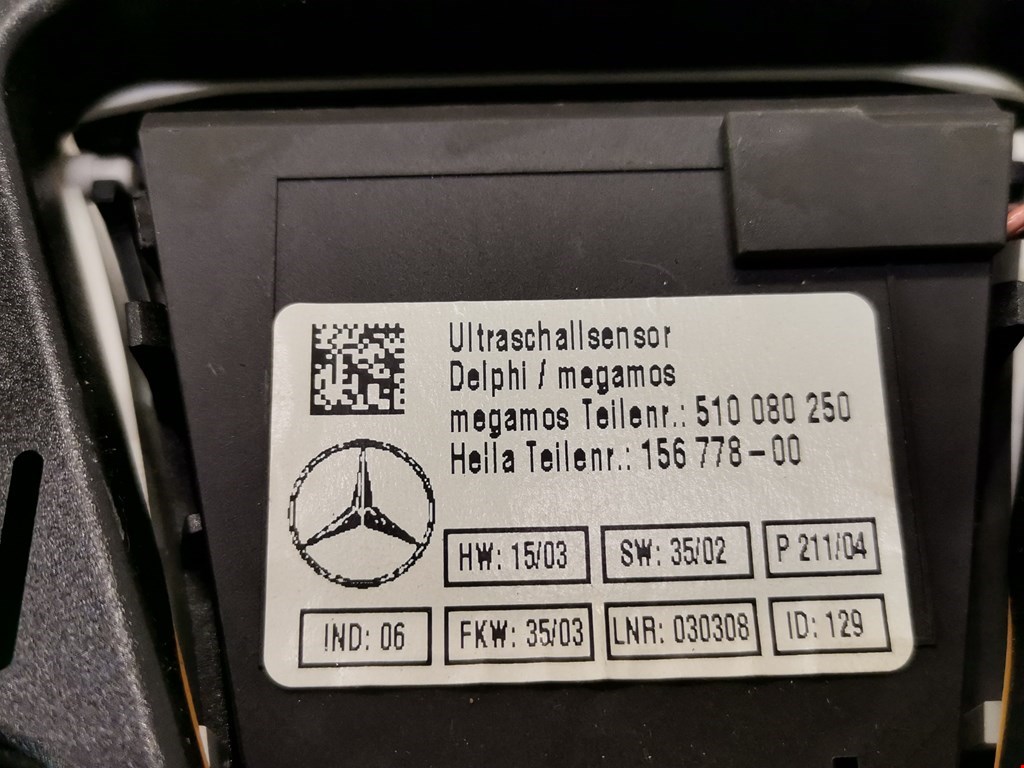 Ultraschallsensor
Delphi / megamos
megamos Teilenr.: 510 080 250
Hella Teilenr.: 156 778-00
HW: 15/03
SW: 35/02
P 211/04
IND: 06
FKW: 35/03
LNR: 030308
ID: 129